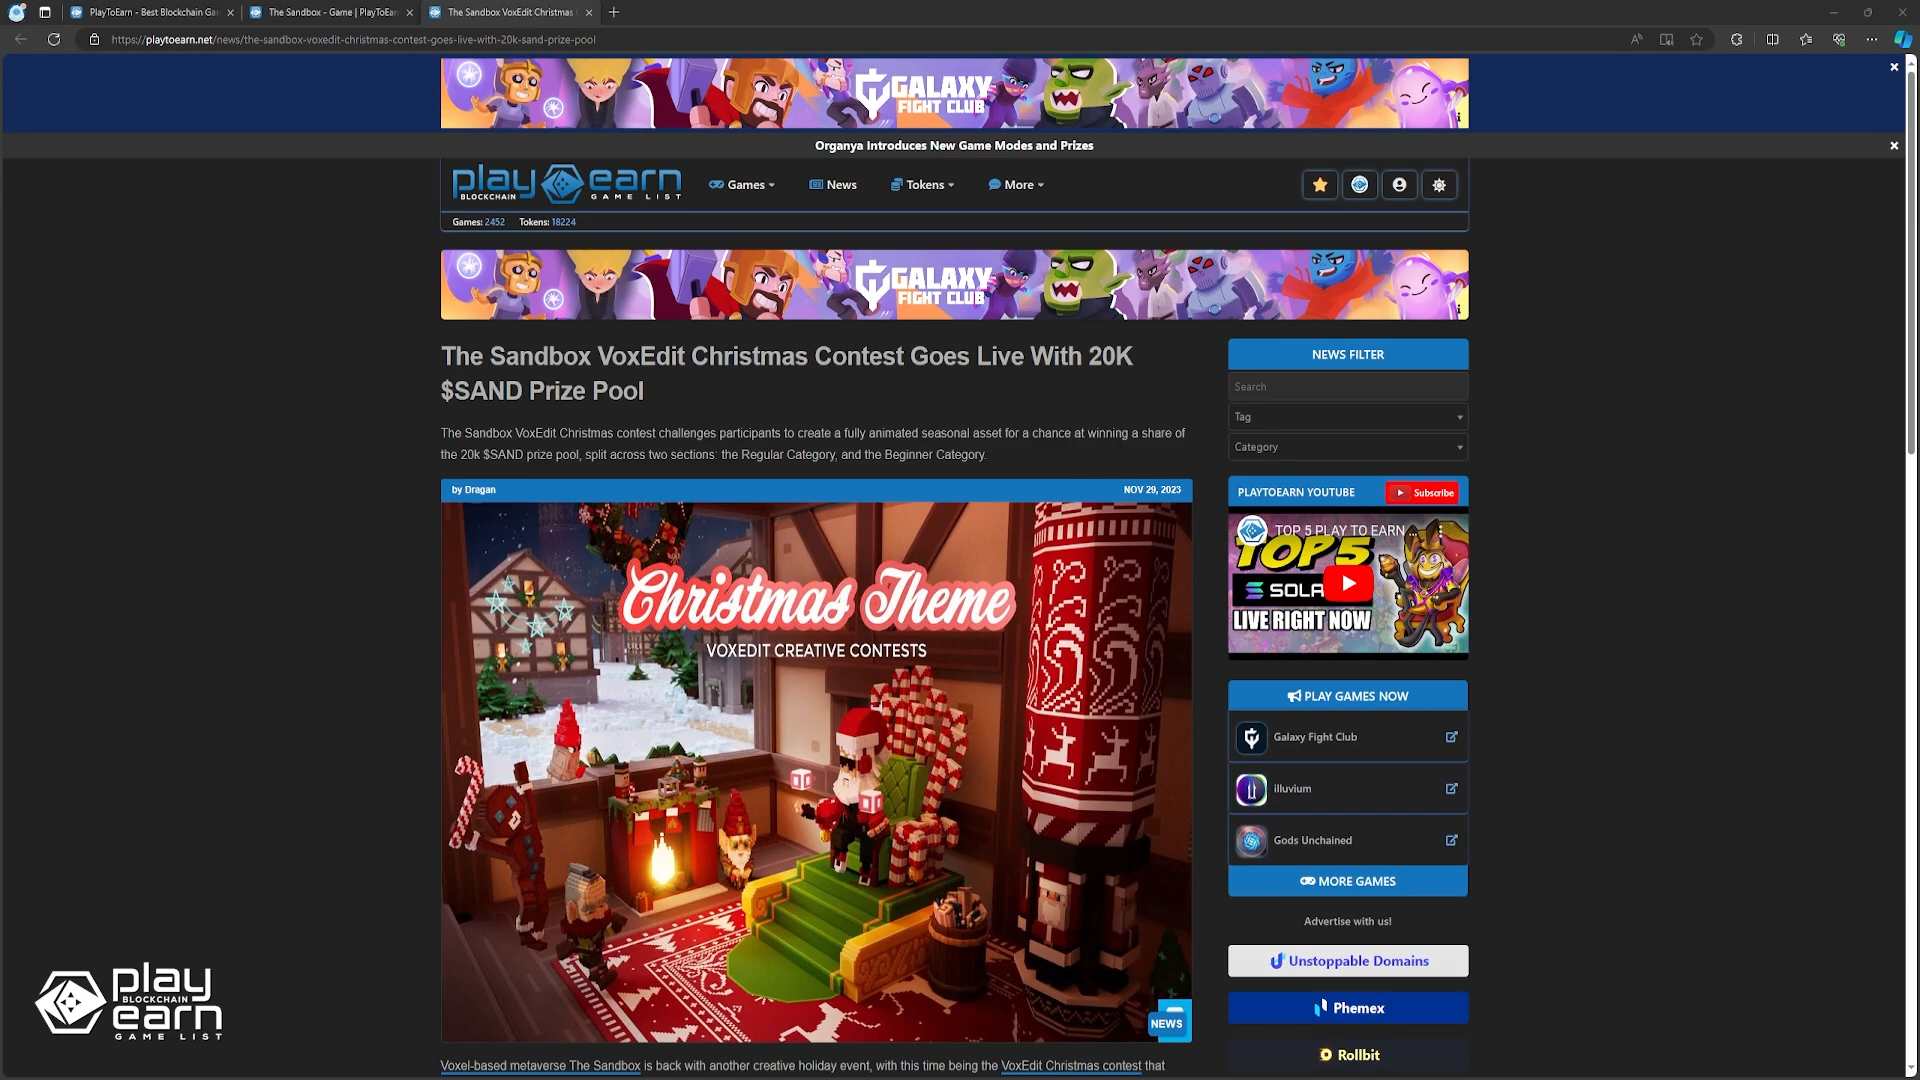 PlayToEarn - Best Blockchain Gam
The Sandbox - Game | PlayToEarn
The Sandbox VoxEdit Christmas
https://playtoearn.net/news/the-sandbox-voxedit-christmas-contest-goes-live-with-20k-sand-prize-pool
GALAXY
FIGHT CLUB
Organya Introduces New Game Modes and Prizes
play earn
BLOCKCHAIN GAME LIST
Games
News
Tokens
More
Games: 2452 Tokens: 18224
GALAXY
FIGHT CLUB
The Sandbox VoxEdit Christmas Contest Goes Live With 20K
$SAND Prize Pool
The Sandbox VoxEdit Christmas contest challenges participants to create a fully animated seasonal asset for a chance at winning a share of
the 20k $SAND prize pool, split across two sections: the Regular Category, and the Beginner Category.
by Dragan NOV 29, 2023
Christmas Theme
VOXEDIT CREATIVE CONTESTS
NEWS
Voxel-based metaverse The Sandbox is back with another creative holiday event, with this time being the VoxEdit Christmas contest that
NEWS FILTER
Search
Tag
Category
PLAYTOEARN YOUTUBE Subscribe
TOP 5 PLAY TO EARN ...
TOP 5
SOLA
LIVE RIGHT NOW
PLAY GAMES NOW
Galaxy Fight Club
illuvium
Gods Unchained
MORE GAMES
Advertise with us!
Unstoppable Domains
Phemex
Rollbit
play
BLOCKCHAIN
earn
GAME LIST